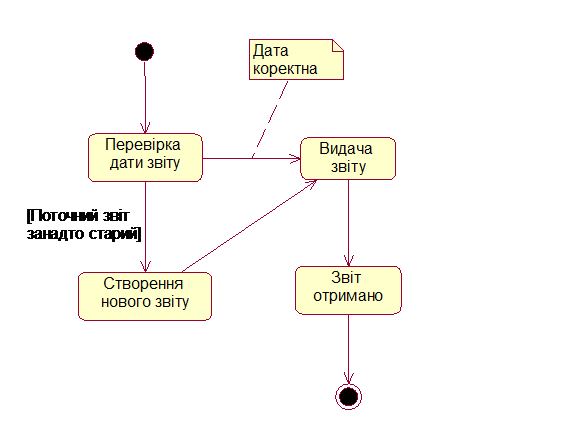 Дата
коректна
Перевірка
дати звіту
Видача
звіту
[Поточний звіт
занадто старий]
Створення
нового звіту
Звіт
отримано